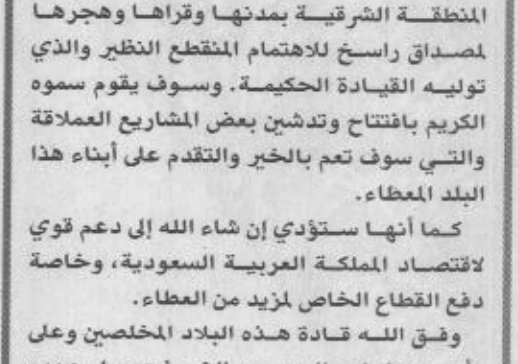 المنطقة الشرقية بمدنها وقراها وهجرها
لمصداق راسخ للاهتمام المنقطع النظير والذي
توليه القيادة الحكيمة. وسوف يقوم سموه
الكريم بافتتاح وتدشين بعض المشاريع العملاقة
والتي سوف تعم بالخير والتقدم على أبناء هذا
البلد المعطاء.
كما أنها ستؤدي إن شاء الله إلى دعم قوي
لاقتصاد المملكة العربية السعودية، وخاصة
دفع القطاع الخاص لمزيد من العطاء.
وفق الله قادة هذه البلاد المخلصين وعلى